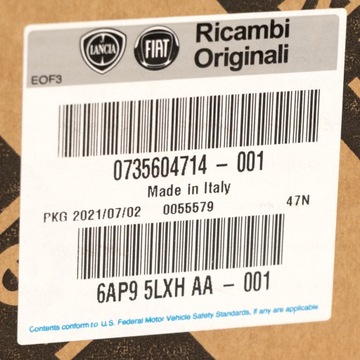 LANCIA FIAT Ricambi
Originali
EOF3
0735604714 - 001
Made in Italy
PKG 2021/07/02 0055579 47N
6AP9 5LXH AA - 001
Contents conform to U.S. Federal Motor Vehicle Safety Standards, if any are applicable